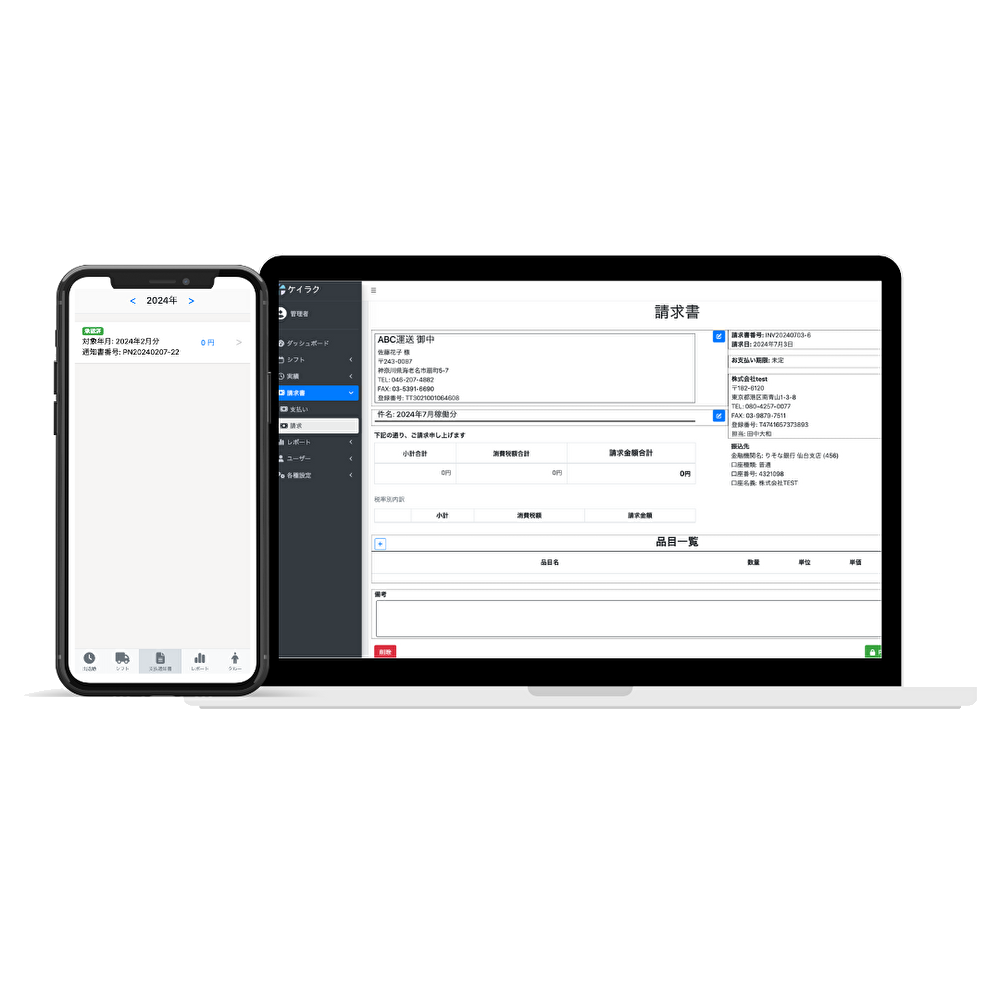 < 2024年 >
承認済
対象年月: 2024年2月分
通知書番号: PN20240207-22
0 円
シフト
レポート
ケイラク
管理者
ダッシュボード
シフト
実績
請求書
支払い
請求
レポート
ユーザー
各種設定
請求書
ABC運送 御中
佐藤花子 様
〒243-0087
神奈川県海老名市扇町5-7
TEL: 046-207-4882
FAX: 03-5391-6690
登録番号: TT3021001064608
件名: 2024年7月稼働分
下記の通り、ご請求申し上げます
小計合計 消費税額合計 請求金額合計
0円 0円 0円
税率別内訳
小計 消費税額 請求金額
請求書番号: INV20240703-6
請求日: 2024年7月3日
お支払い期限: 未定
株式会社test
〒182-6120
東京都港区南青山1-3-8
TEL: 080-4257-0077
FAX: 03-9879-7511
登録番号: T4741657373893
担当: 田中大和
振込先
金融機関名: りそな銀行 仙台支店 (456)
口座種類: 普通
口座番号: 4321098
口座名義: 株式会社TEST
品目一覧
品目名 数量 単位 単価
備考
削除